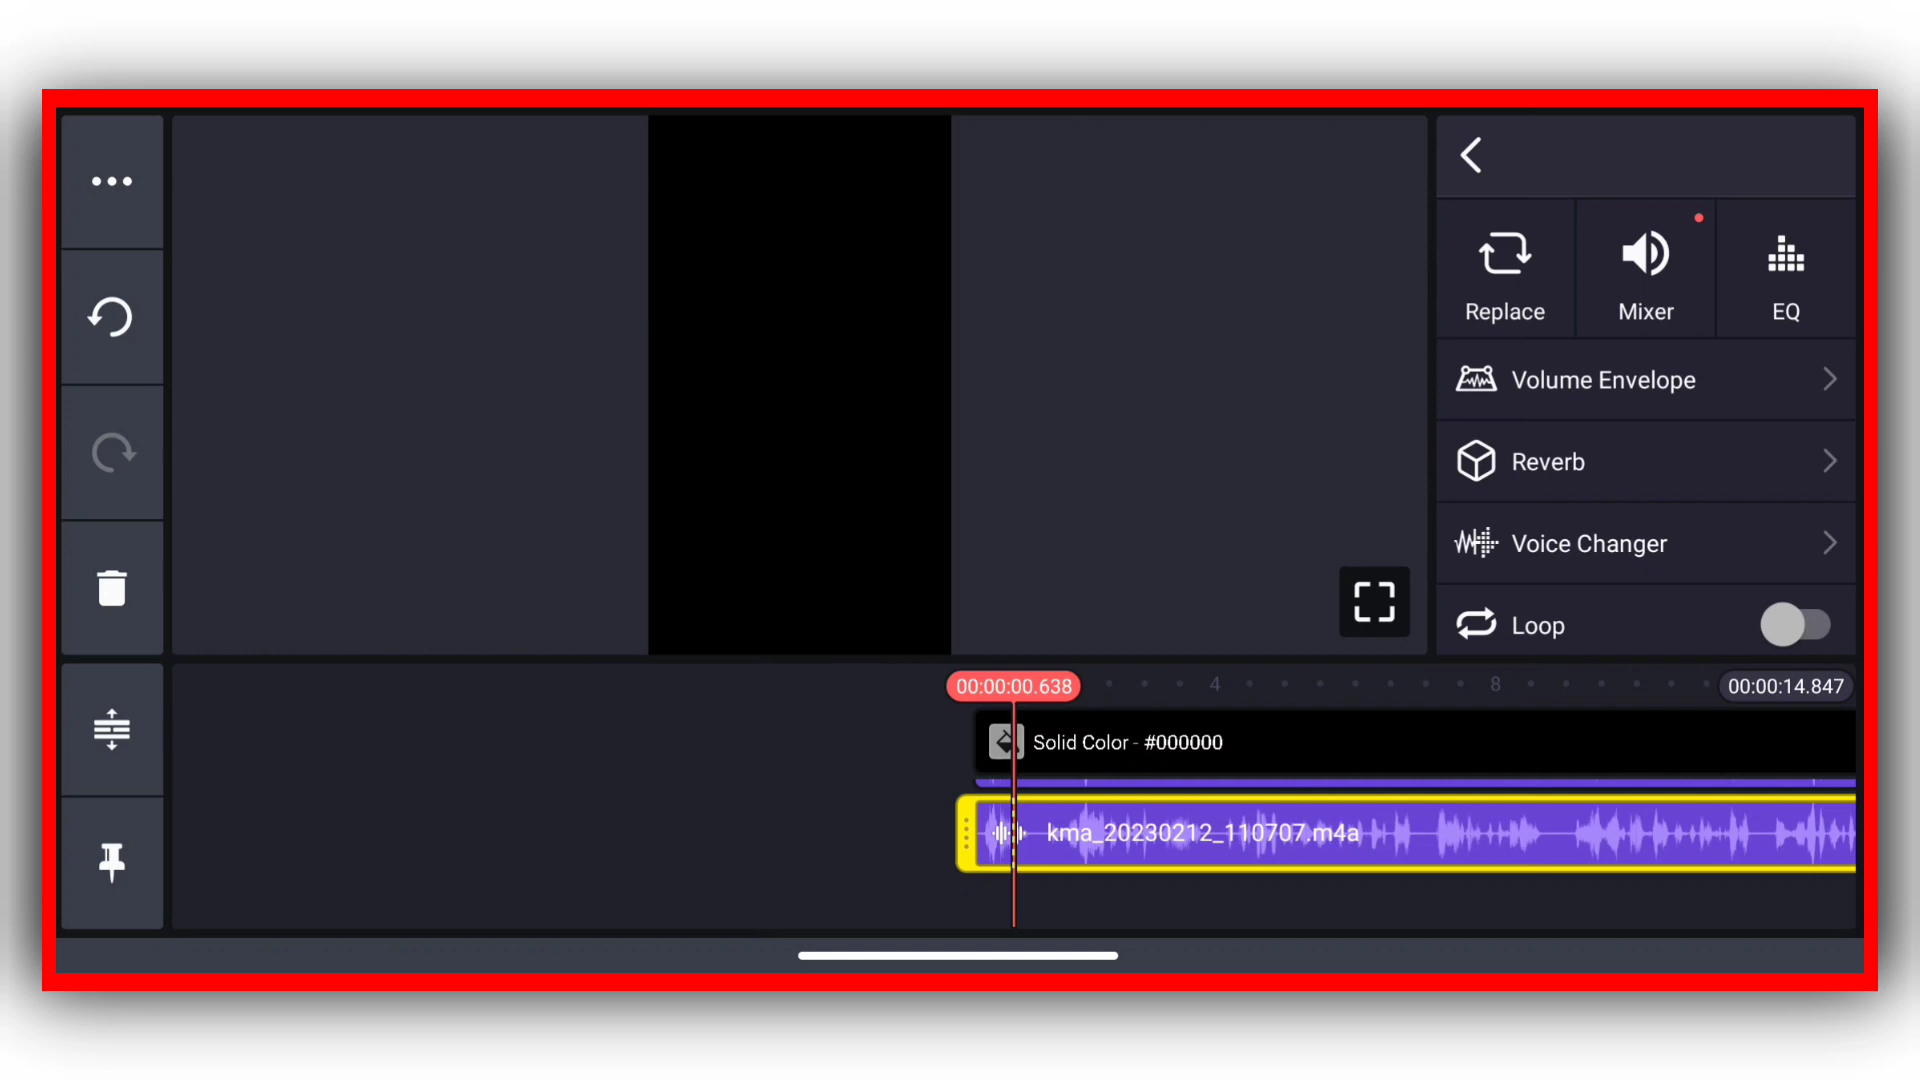 Replace
Mixer
EQ
Volume Envelope
Reverb
Voice Changer
Loop
00:00:00.638
4
8
00:00:14.847
Solid Color - #000000
kma_20230212_110707.m4a